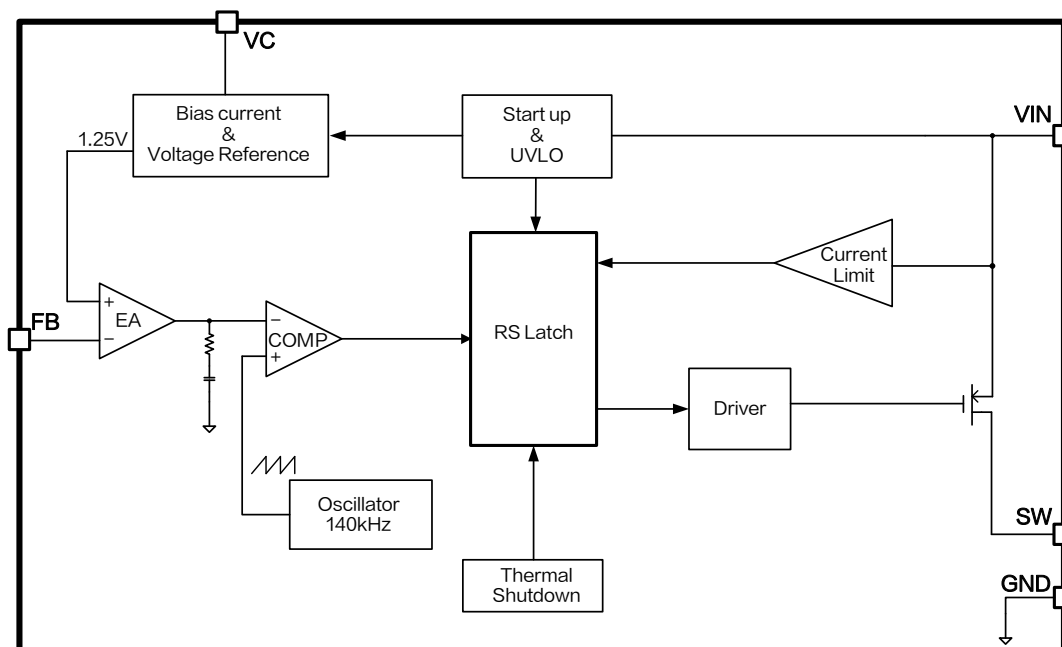 VC
Bias current
&
Voltage Reference
1.25V
Start up
&
UVLO
VIN
Current
Limit
FB
+
−
EA
−
+
COMP
RS Latch
Driver
Oscillator
140kHz
Thermal
Shutdown
SW
GND